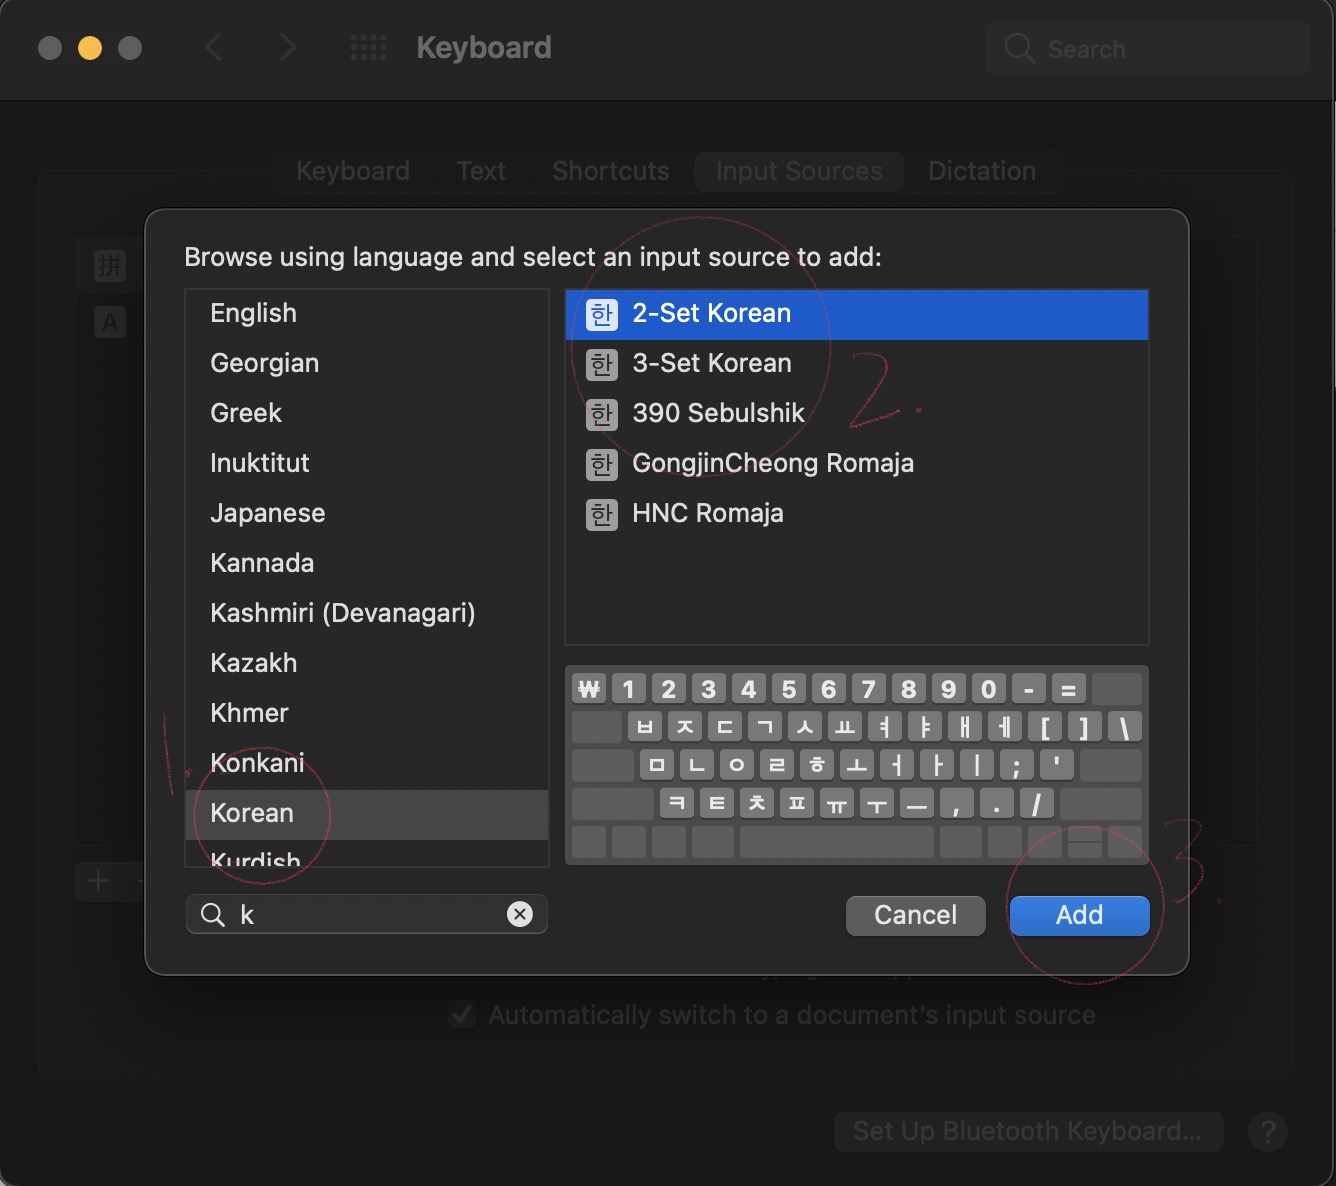 Keyboard
Search
Keyboard Text Shortcuts Input Sources Dictation
拼
A
Browse using language and select an input source to add:
English
Georgian
Greek
Inuktitut
Japanese
Kannada
Kashmiri (Devanagari)
Kazakh
Khmer
Konkani
Korean
Kurdish
1.
k
한 2-Set Korean
한 3-Set Korean
한 390 Sebulshik
한 GongjinCheong Romaja
한 HNC Romaja
2.
₩ 1 2 3 4 5 6 7 8 9 0 - =
ㅂ ㅈ ㄷ ㄱ ㅅ ㅛ ㅕ ㅑ ㅐ ㅔ [ ] \
ㅁ ㄴ ㅇ ㄹ ㅎ ㅗ ㅓ ㅏ ㅣ ; '
ㅋ ㅌ ㅊ ㅍ ㅠ ㅜ ㅡ , . /
Cancel Add
3.
Automatically switch to a document's input source
Set Up Bluetooth Keyboard... ?